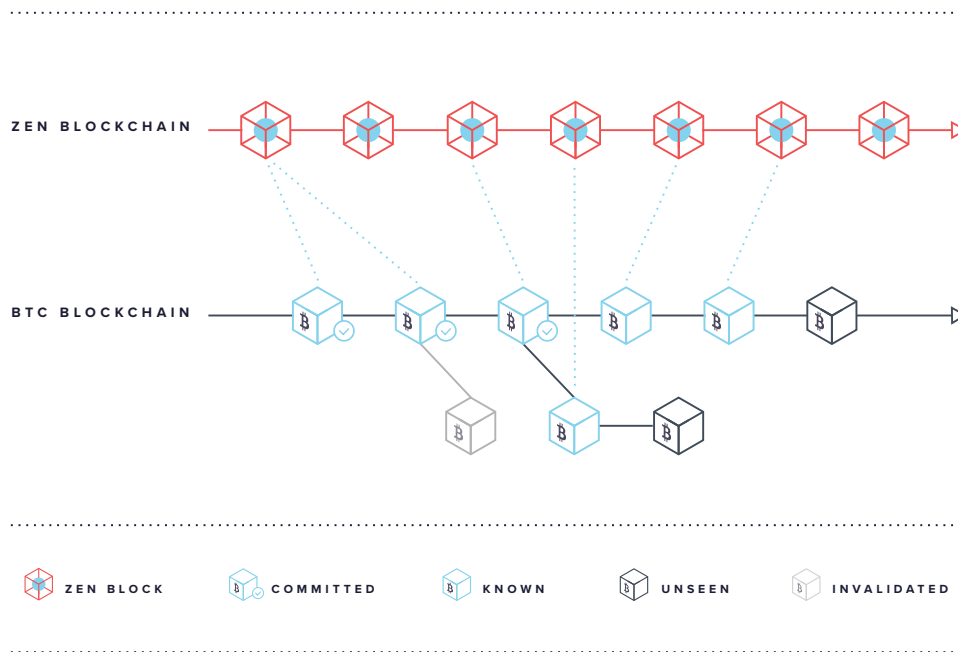 ZEN BLOCKCHAIN
BTC BLOCKCHAIN
ZEN BLOCK
COMMITTED
KNOWN
UNSEEN
INVALIDATED